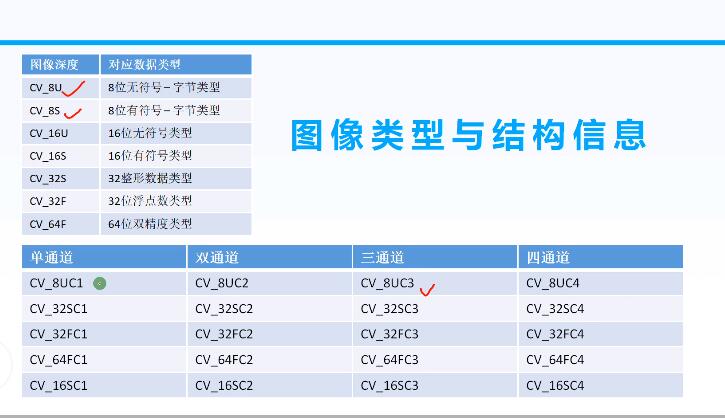 图像深度 对应数据类型
CV_8U 8位无符号–字节类型
CV_8S 8位有符号–字节类型
CV_16U 16位无符号类型
CV_16S 16位有符号类型
CV_32S 32整形数据类型
CV_32F 32位浮点数类型
CV_64F 64位双精度类型
图像类型与结构信息
单通道 双通道 三通道 四通道
CV_8UC1 CV_8UC2 CV_8UC3 CV_8UC4
CV_32SC1 CV_32SC2 CV_32SC3 CV_32SC4
CV_32FC1 CV_32FC2 CV_32FC3 CV_32FC4
CV_64FC1 CV_64FC2 CV_64FC3 CV_64FC4
CV_16SC1 CV_16SC2 CV_16SC3 CV_16SC4